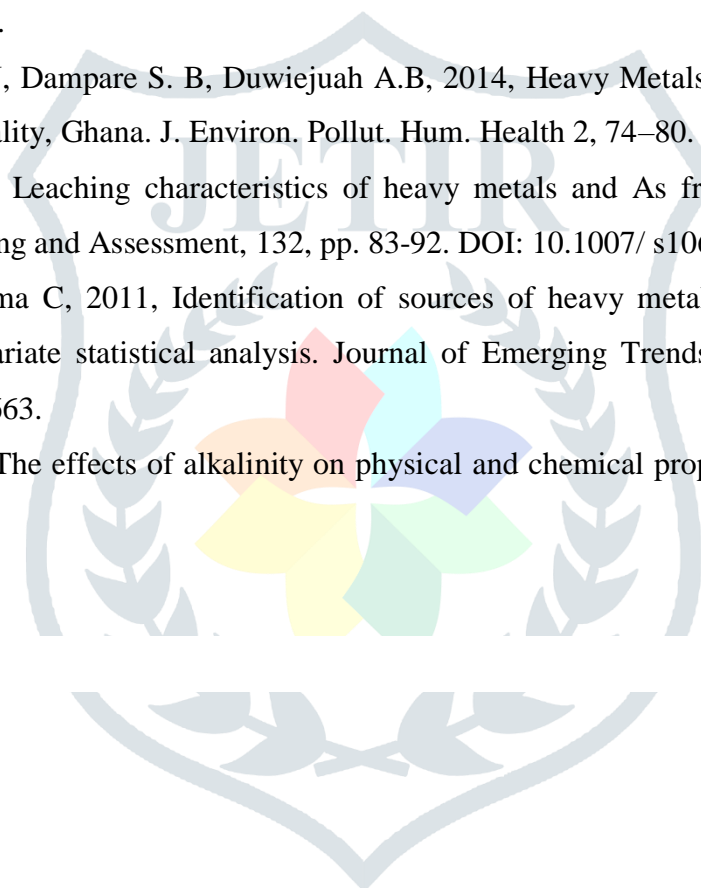 .
, Dampare S. B, Duwiejuah A.B, 2014, Heavy Metals
ality, Ghana. J. Environ. Pollut. Hum. Health 2, 74–80.
JETIR
Leaching characteristics of heavy metals and As fr
ng and Assessment, 132, pp. 83-92. DOI: 10.1007/ s10
ma C, 2011, Identification of sources of heavy metal
ariate statistical analysis. Journal of Emerging Trends
563.
The effects of alkalinity on physical and chemical prop